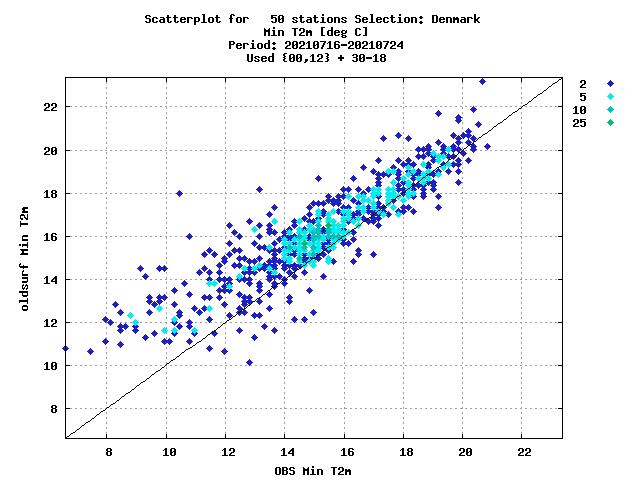 Scatterplot for   50 stations Selection: Denmark
Min T2m [deg C]
Period: 20210716-20210724
Used {00,12} + 30-18
2
5
10
25
22
20
18
16
14
12
10
8
oldsurf Min T2m
8 10 12 14 16 18 20 22
OBS Min T2m